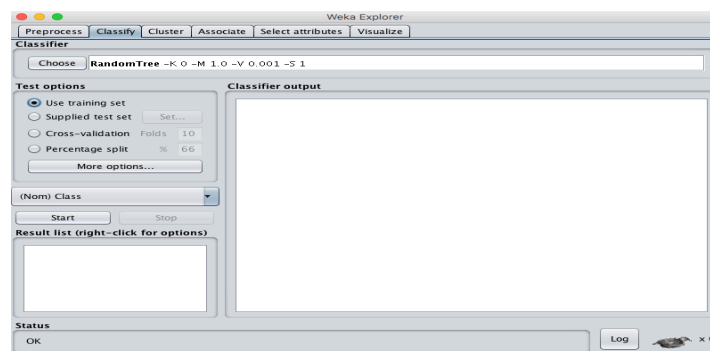 Weka Explorer
Preprocess Classify Cluster Associate Select attributes Visualize
Classifier
Choose RandomTree -K 0 -M 1.0 -V 0.001 -S 1
Test options
Use training set
Supplied test set Set...
Cross-validation Folds 10
Percentage split % 66
More options...
(Nom) Class
Start Stop
Result list (right-click for options)
Classifier output
Status
OK
Log
x